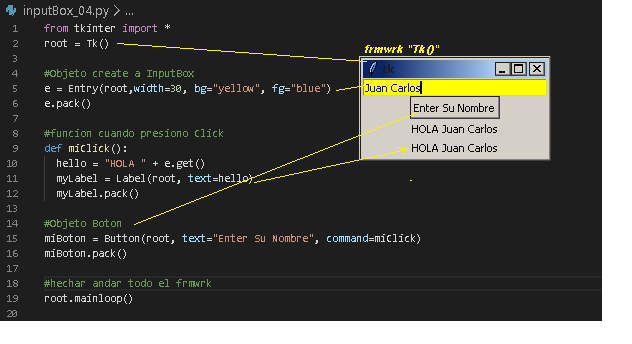 inputBox_04.py > ...
1 from tkinter import *
2 root = Tk()
3
4 #Objeto create a InputBox
5 e = Entry(root,width=30, bg="yellow", fg="blue")
6 e.pack()
7
8 #funcion cuando presiono Click
9 def miClick():
10 hello = "HOLA " + e.get()
11 myLabel = Label(root, text=hello)
12 myLabel.pack()
13
14 #Objeto Boton
15 miBoton = Button(root, text="Enter Su Nombre", command=miClick)
16 miBoton.pack()
17
18 #hechar andar todo el frmwrk
19 root.mainloop()
20
frmwrk "Tk()"
tk
Juan Carlos
Enter Su Nombre
HOLA Juan Carlos
HOLA Juan Carlos